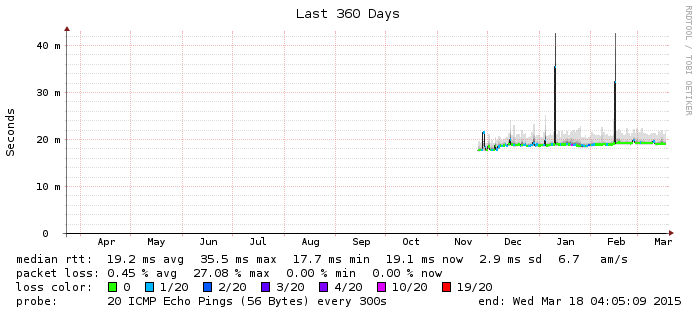 Last 360 Days
RRDTOOL / TOBI OETIKER
Seconds
40 m
30 m
20 m
10 m
0
Apr May Jun Jul Aug Sep Oct Nov Dec Jan Feb Mar
median rtt: 19.2 ms avg 35.5 ms max 17.7 ms min 19.1 ms now 2.9 ms sd 6.7 am/s
packet loss: 0.45 % avg 27.08 % max 0.00 % min 0.00 % now
loss color: 0 1/20 2/20 3/20 4/20 10/20 19/20
probe: 20 ICMP Echo Pings (56 Bytes) every 300s end: Wed Mar 18 04:05:09 2015